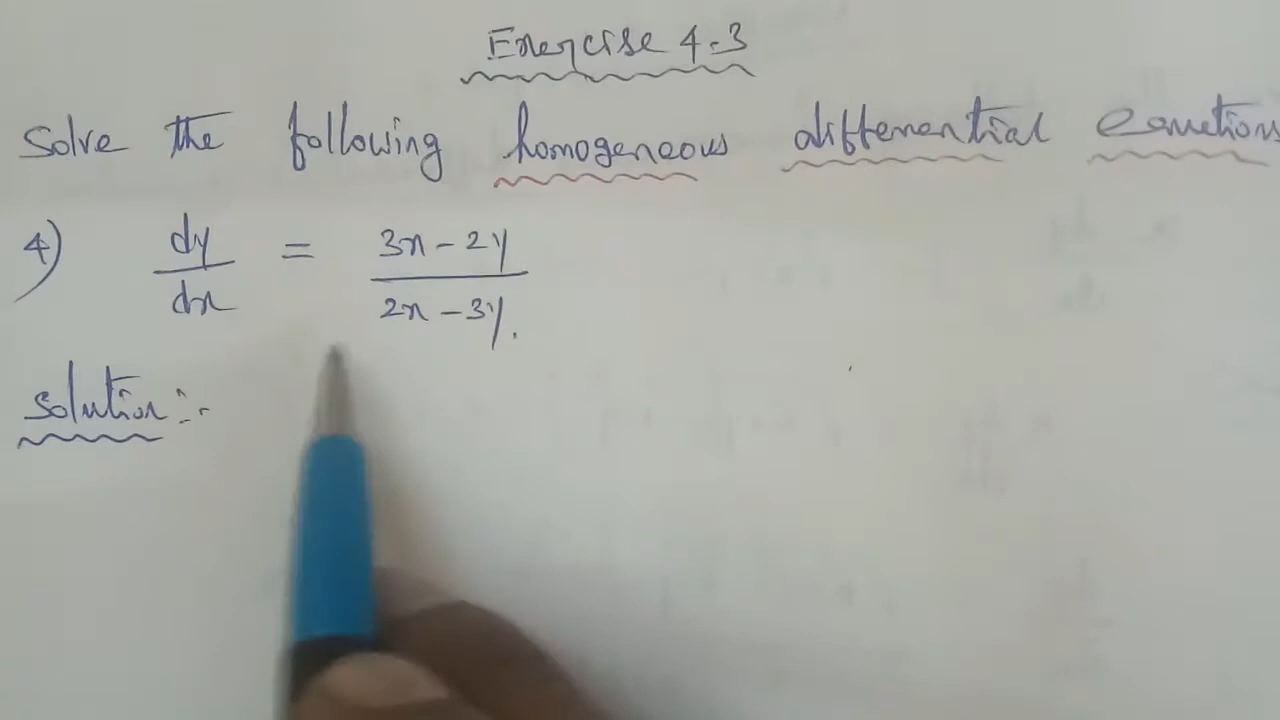 Exercise 4.3
Solve the following homogeneous differential equations
4) dy/dx = 3x - 2y / 2x - 3y.
Solution:-